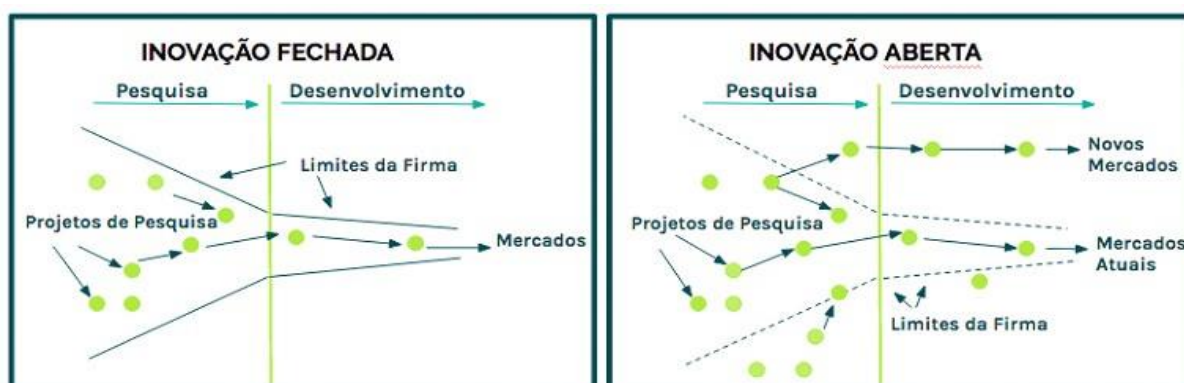 INOVAÇÃO FECHADA
Pesquisa
Desenvolvimento
Limites da Firma
Projetos de Pesquisa
Mercados
INOVAÇÃO ABERTA
Pesquisa
Desenvolvimento
Novos
Mercados
Projetos de Pesquisa
Mercados
Atuais
Limites da Firma